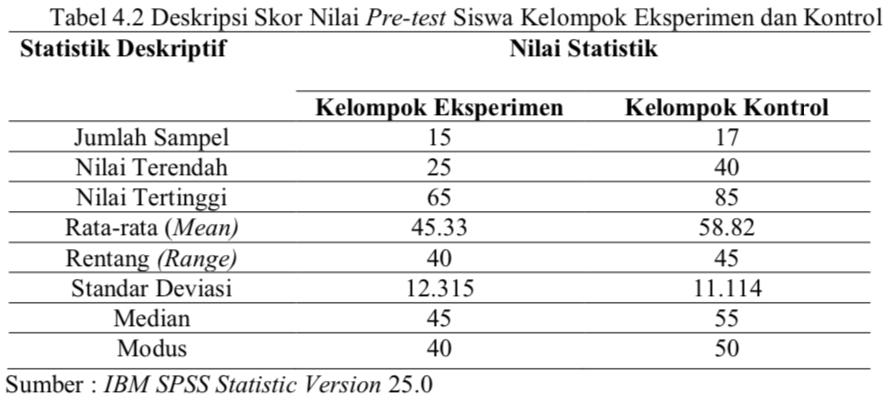 Tabel 4.2 Deskripsi Skor Nilai Pre-test Siswa Kelompok Eksperimen dan Kontrol
Statistik Deskriptif Nilai Statistik
Kelompok Eksperimen Kelompok Kontrol
Jumlah Sampel 15 17
Nilai Terendah 25 40
Nilai Tertinggi 65 85
Rata-rata (Mean) 45.33 58.82
Rentang (Range) 40 45
Standar Deviasi 12.315 11.114
Median 45 55
Modus 40 50
Sumber : IBM SPSS Statistic Version 25.0